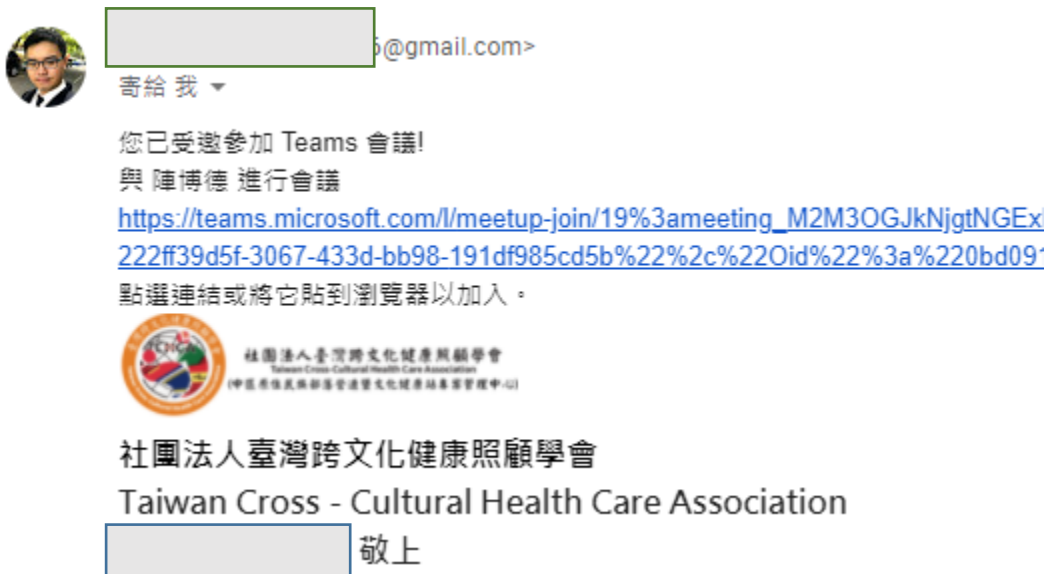 6@gmail.com>
寄給 我
您已受邀參加 Teams 會議!
與 陣博德 進行會議
https://teams.microsoft.com/l/meetup-join/19%3ameeting_M2M3OGJkNjgtNGEx
222ff39d5f-3067-433d-bb98-191df985cd5b%22%2c%22Oid%22%3a%220bd091
點選連結或將它貼到瀏覽器以加入。
社團法人臺灣跨文化健康照顧學會
Taiwan Cross-Cultural Health Care Association
社團法人臺灣跨文化健康照顧學會
Taiwan Cross - Cultural Health Care Association
敬上